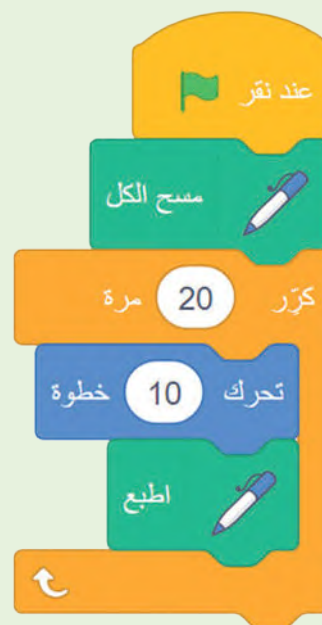 عند نقر
مسح الكل
كرّر 20 مرة
تحرك 10 خطوة
اطبع